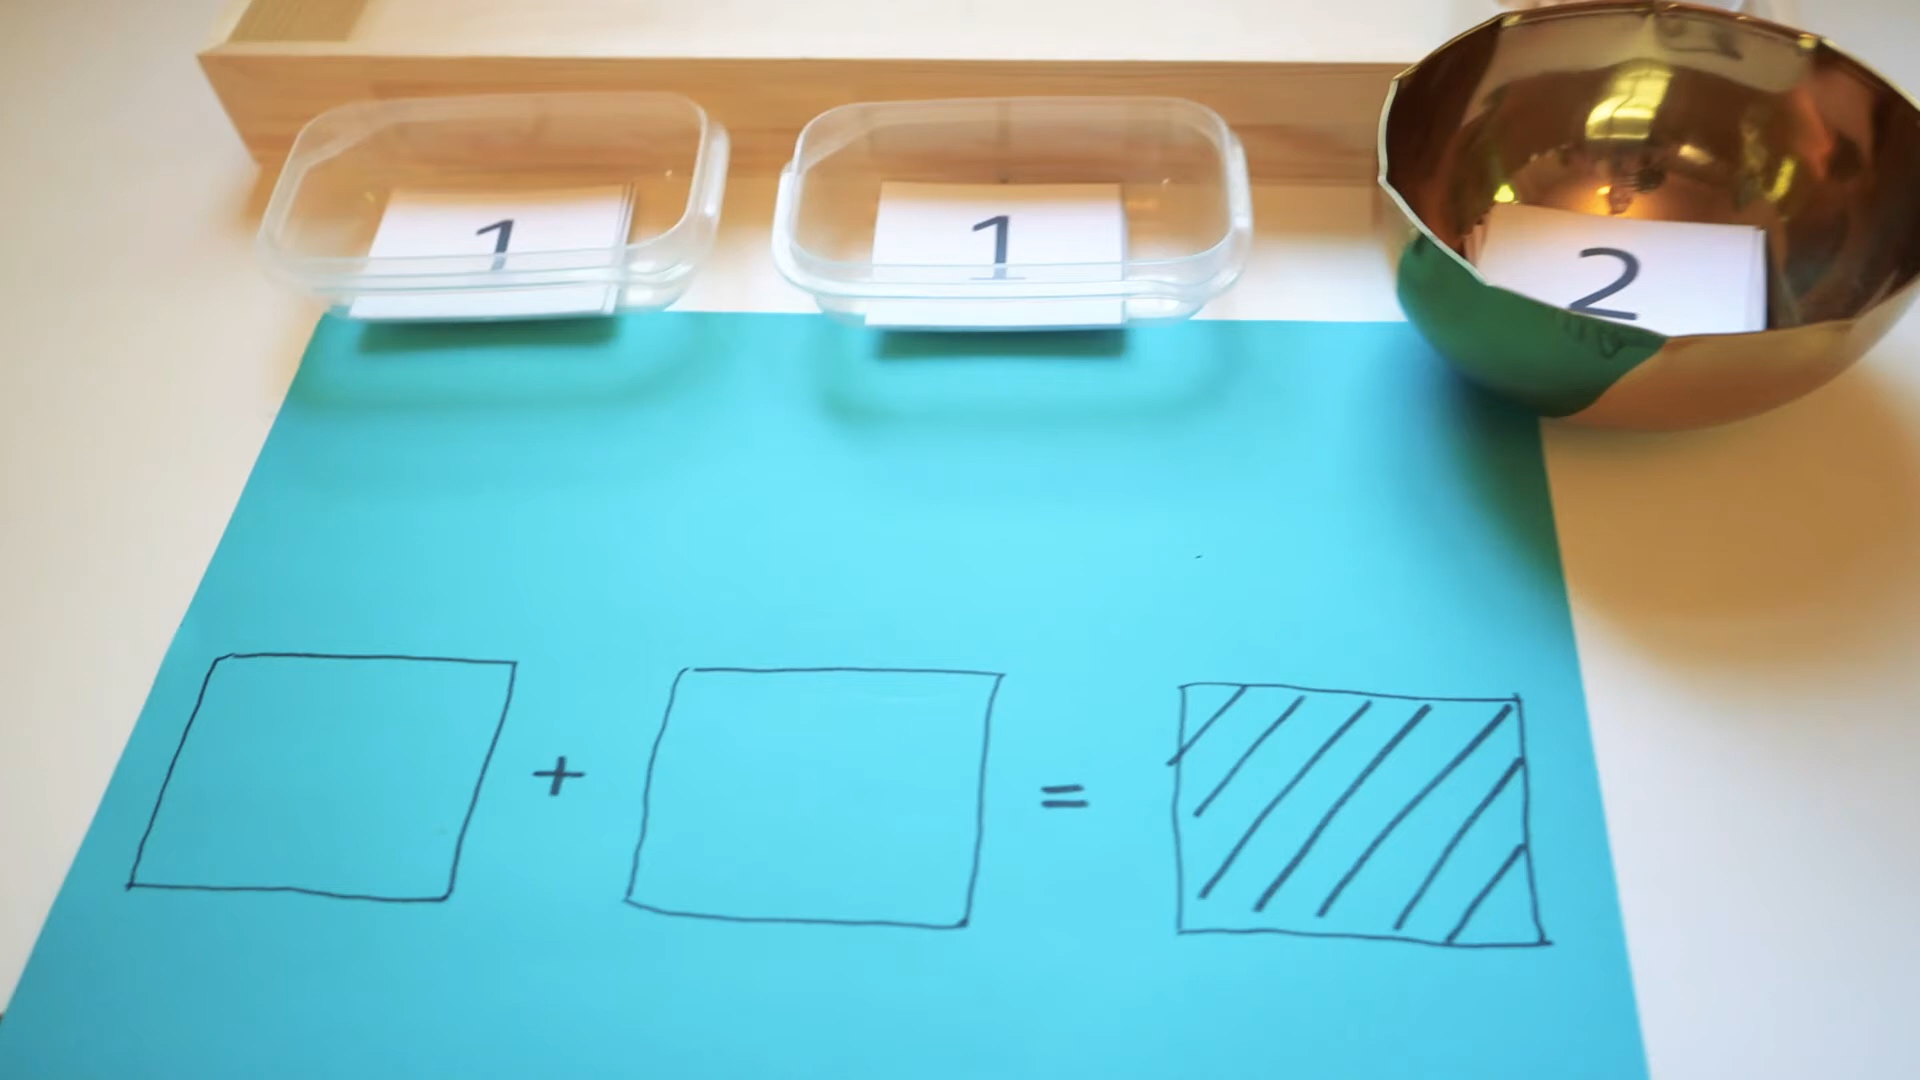 1 1 2
+ =